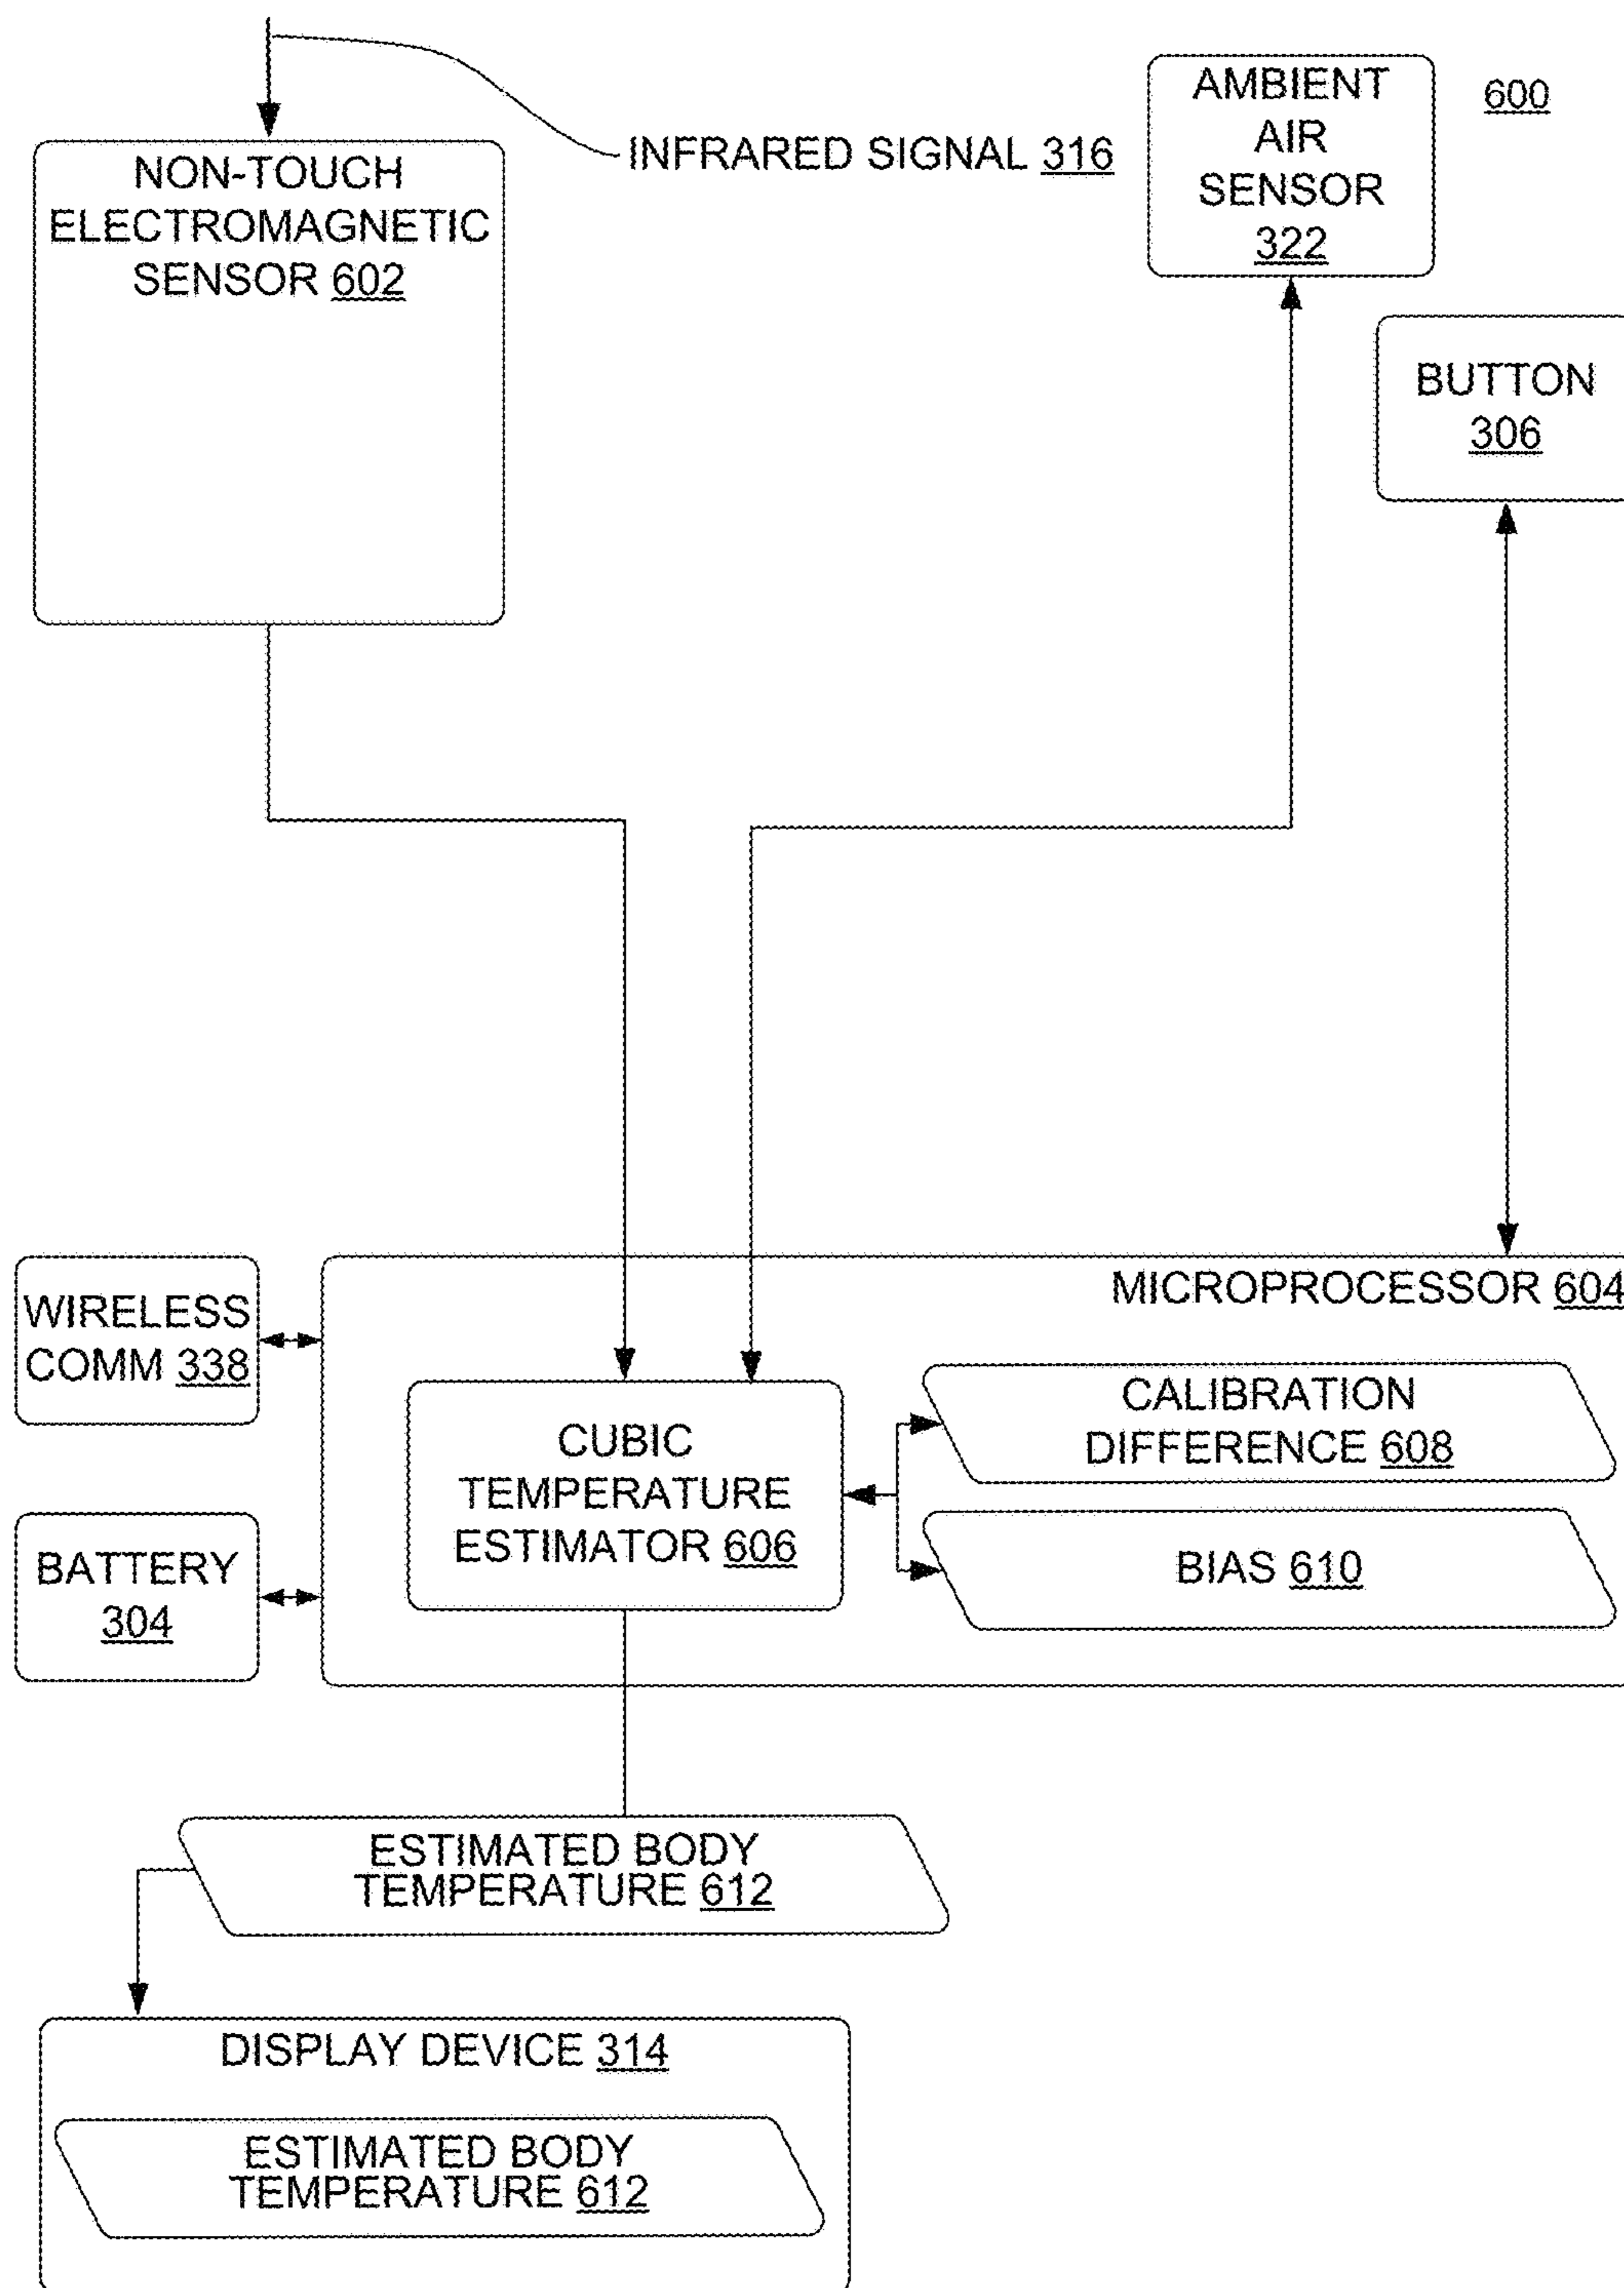 INFRARED SIGNAL 316
AMBIENT
AIR
SENSOR
322
600
NON-TOUCH
ELECTROMAGNETIC
SENSOR 602
BUTTON
306
MICROPROCESSOR 604
WIRELESS
COMM 338
CUBIC
TEMPERATURE
ESTIMATOR 606
CALIBRATION
DIFFERENCE 608
BIAS 610
BATTERY
304
ESTIMATED BODY
TEMPERATURE 612
DISPLAY DEVICE 314
ESTIMATED BODY
TEMPERATURE 612